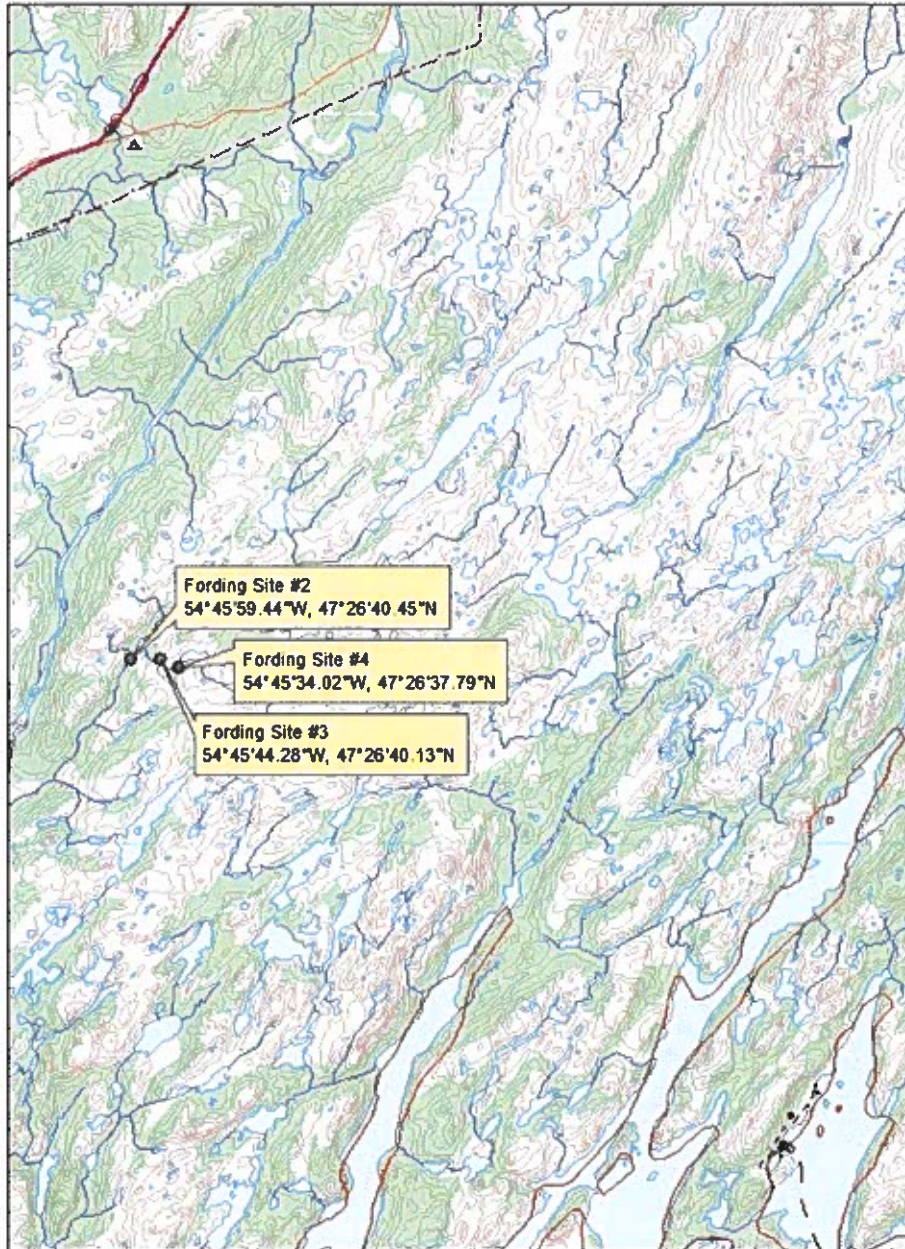 Fording Site #2
54°45'59.44"W, 47°26'40.45"N
Fording Site #4
54°45'34.02"W, 47°26'37.79"N
Fording Site #3
54°45'44.28"W, 47°26'40.13"N